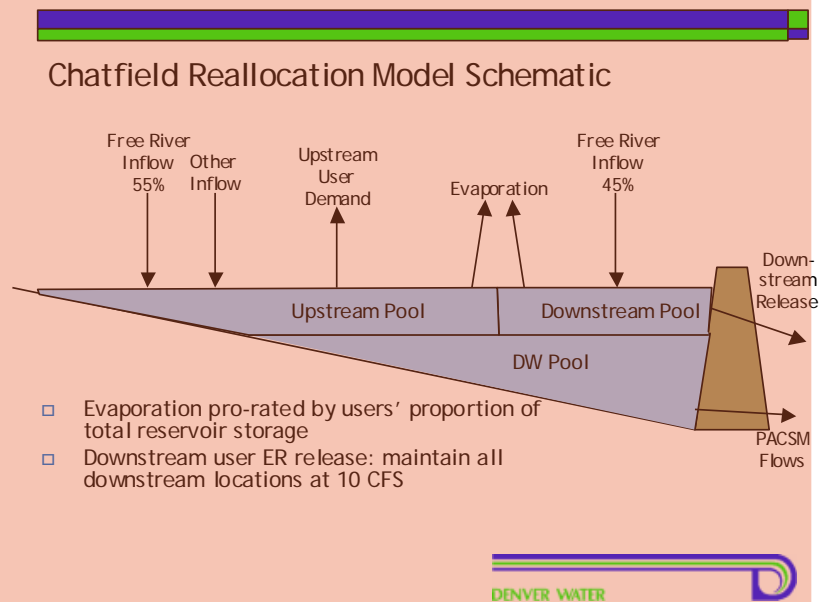 Chatfield Reallocation Model Schematic
Free River
Inflow
55%
Other
Inflow
Upstream
User
Demand
Evaporation
Free River
Inflow
45%
Down-
stream
Release
Upstream Pool
Downstream Pool
DW Pool
PACSM
Flows
Evaporation pro-rated by users' proportion of
total reservoir storage
Downstream user ER release: maintain all
downstream locations at 10 CFS
DENVER WATER